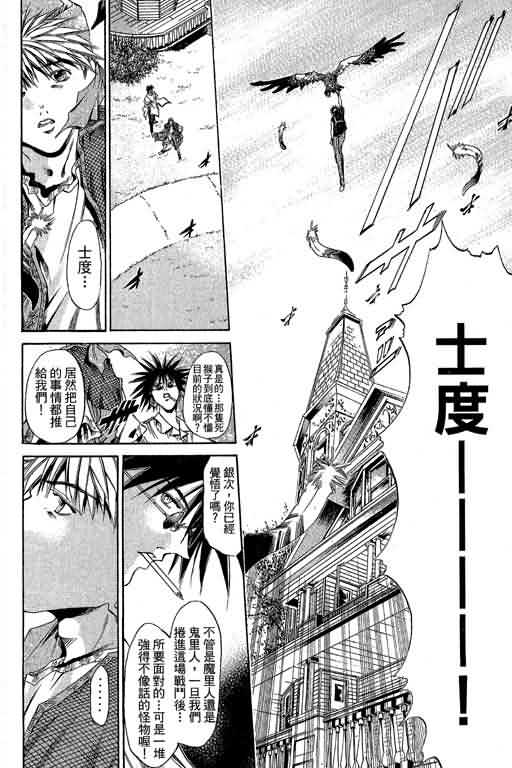 士度————！
士度…
真是的…那隻死
猴子到底懂不懂
目前的狀況啊？
居然把自己
的事情都推
給我們！
銀次，你已經
覺悟了嗎？
不管是魔里人還是
鬼里人，一旦我們
捲進這場戰鬥後…
所要面對的…可是一堆
強得不像話的怪物喔！
……